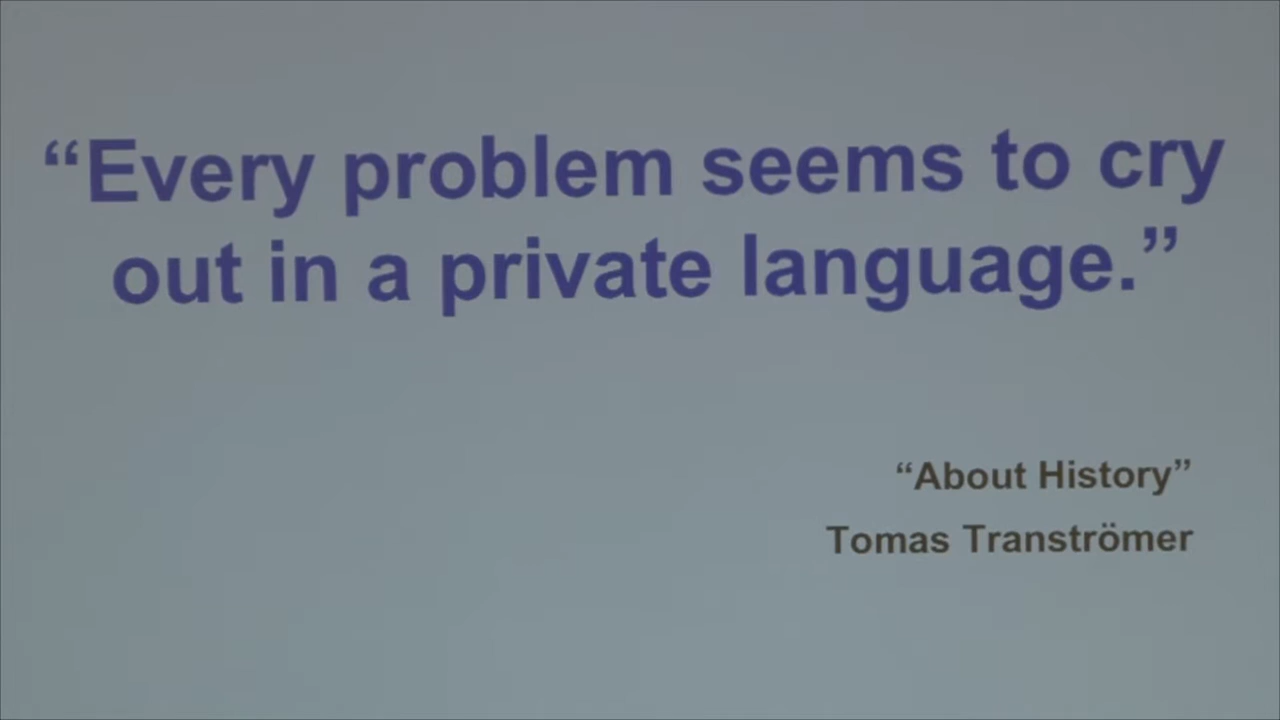 “Every problem seems to cry
out in a private language.”
“About History”
Tomas Tranströmer